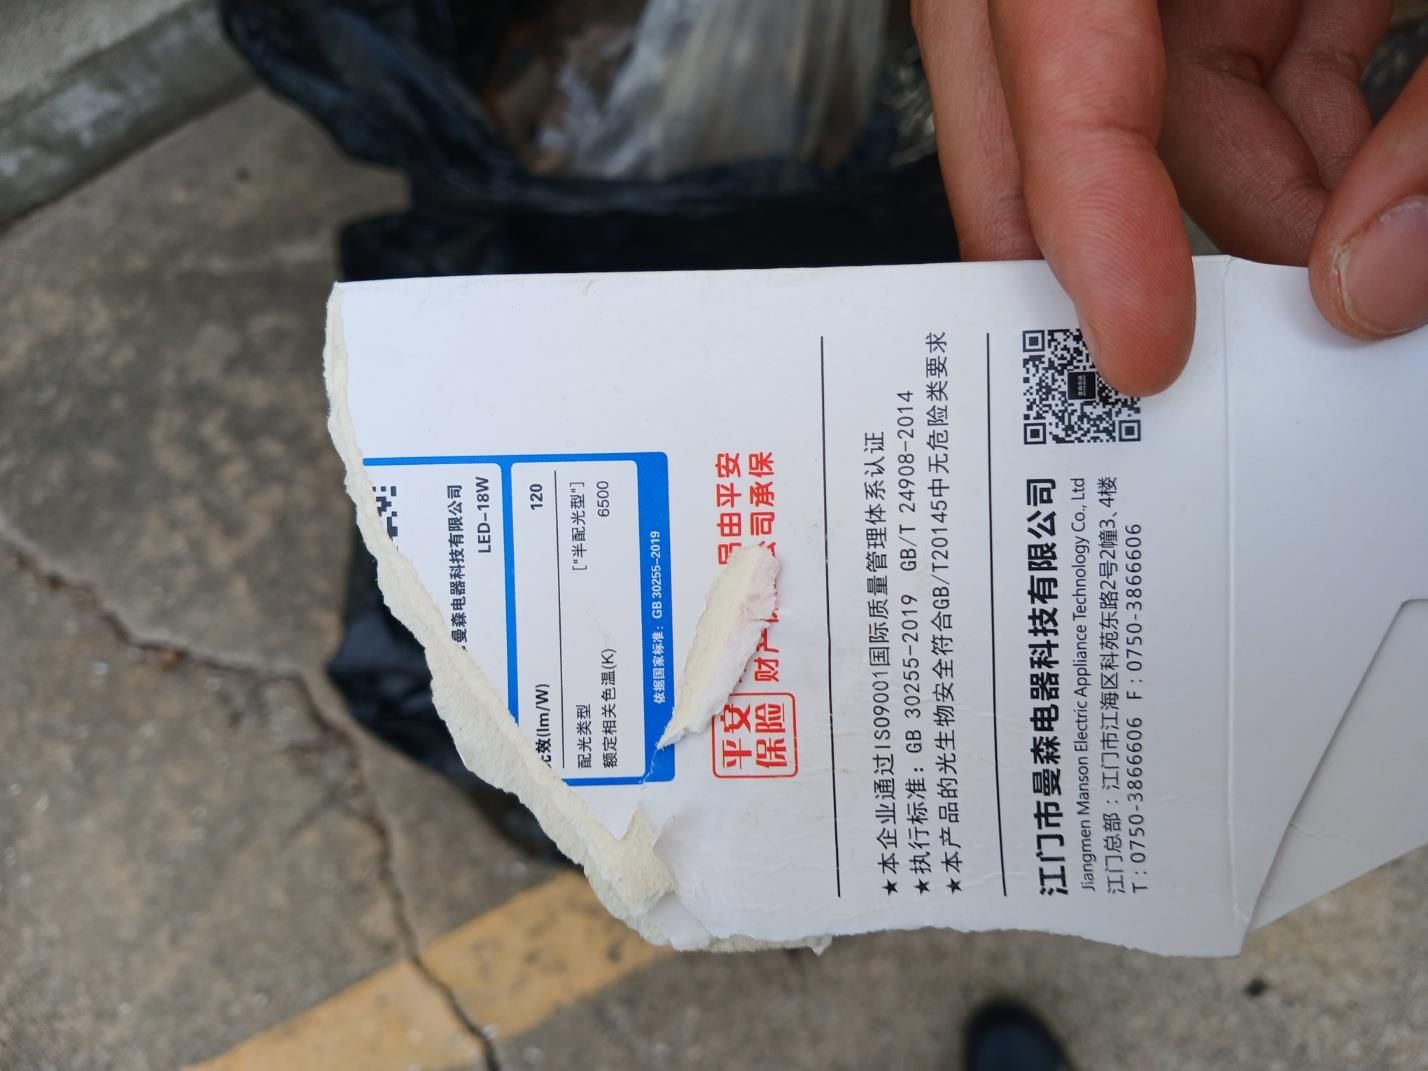 曼森电器科技有限公司
LED-18W
效(lm/W) 120
配光类型 ["半配光型"]
额定相关色温(K) 6500
依据国家标准：GB 30255-2019
平安
保险
品由平安
财产 公司承保
★本企业通过ISO9001国际质量管理体系认证
★执行标准：GB 30255-2019 GB/T 24908-2014
★本产品的光生物安全符合GB/T20145中无危险类要求
江门市曼森电器科技有限公司
Jiangmen Manson Electric Appliance Technology Co., Ltd
江门总部：江门市江海区科苑东路2号2幢3、4楼
T：0750-3866606 F：0750-3866606